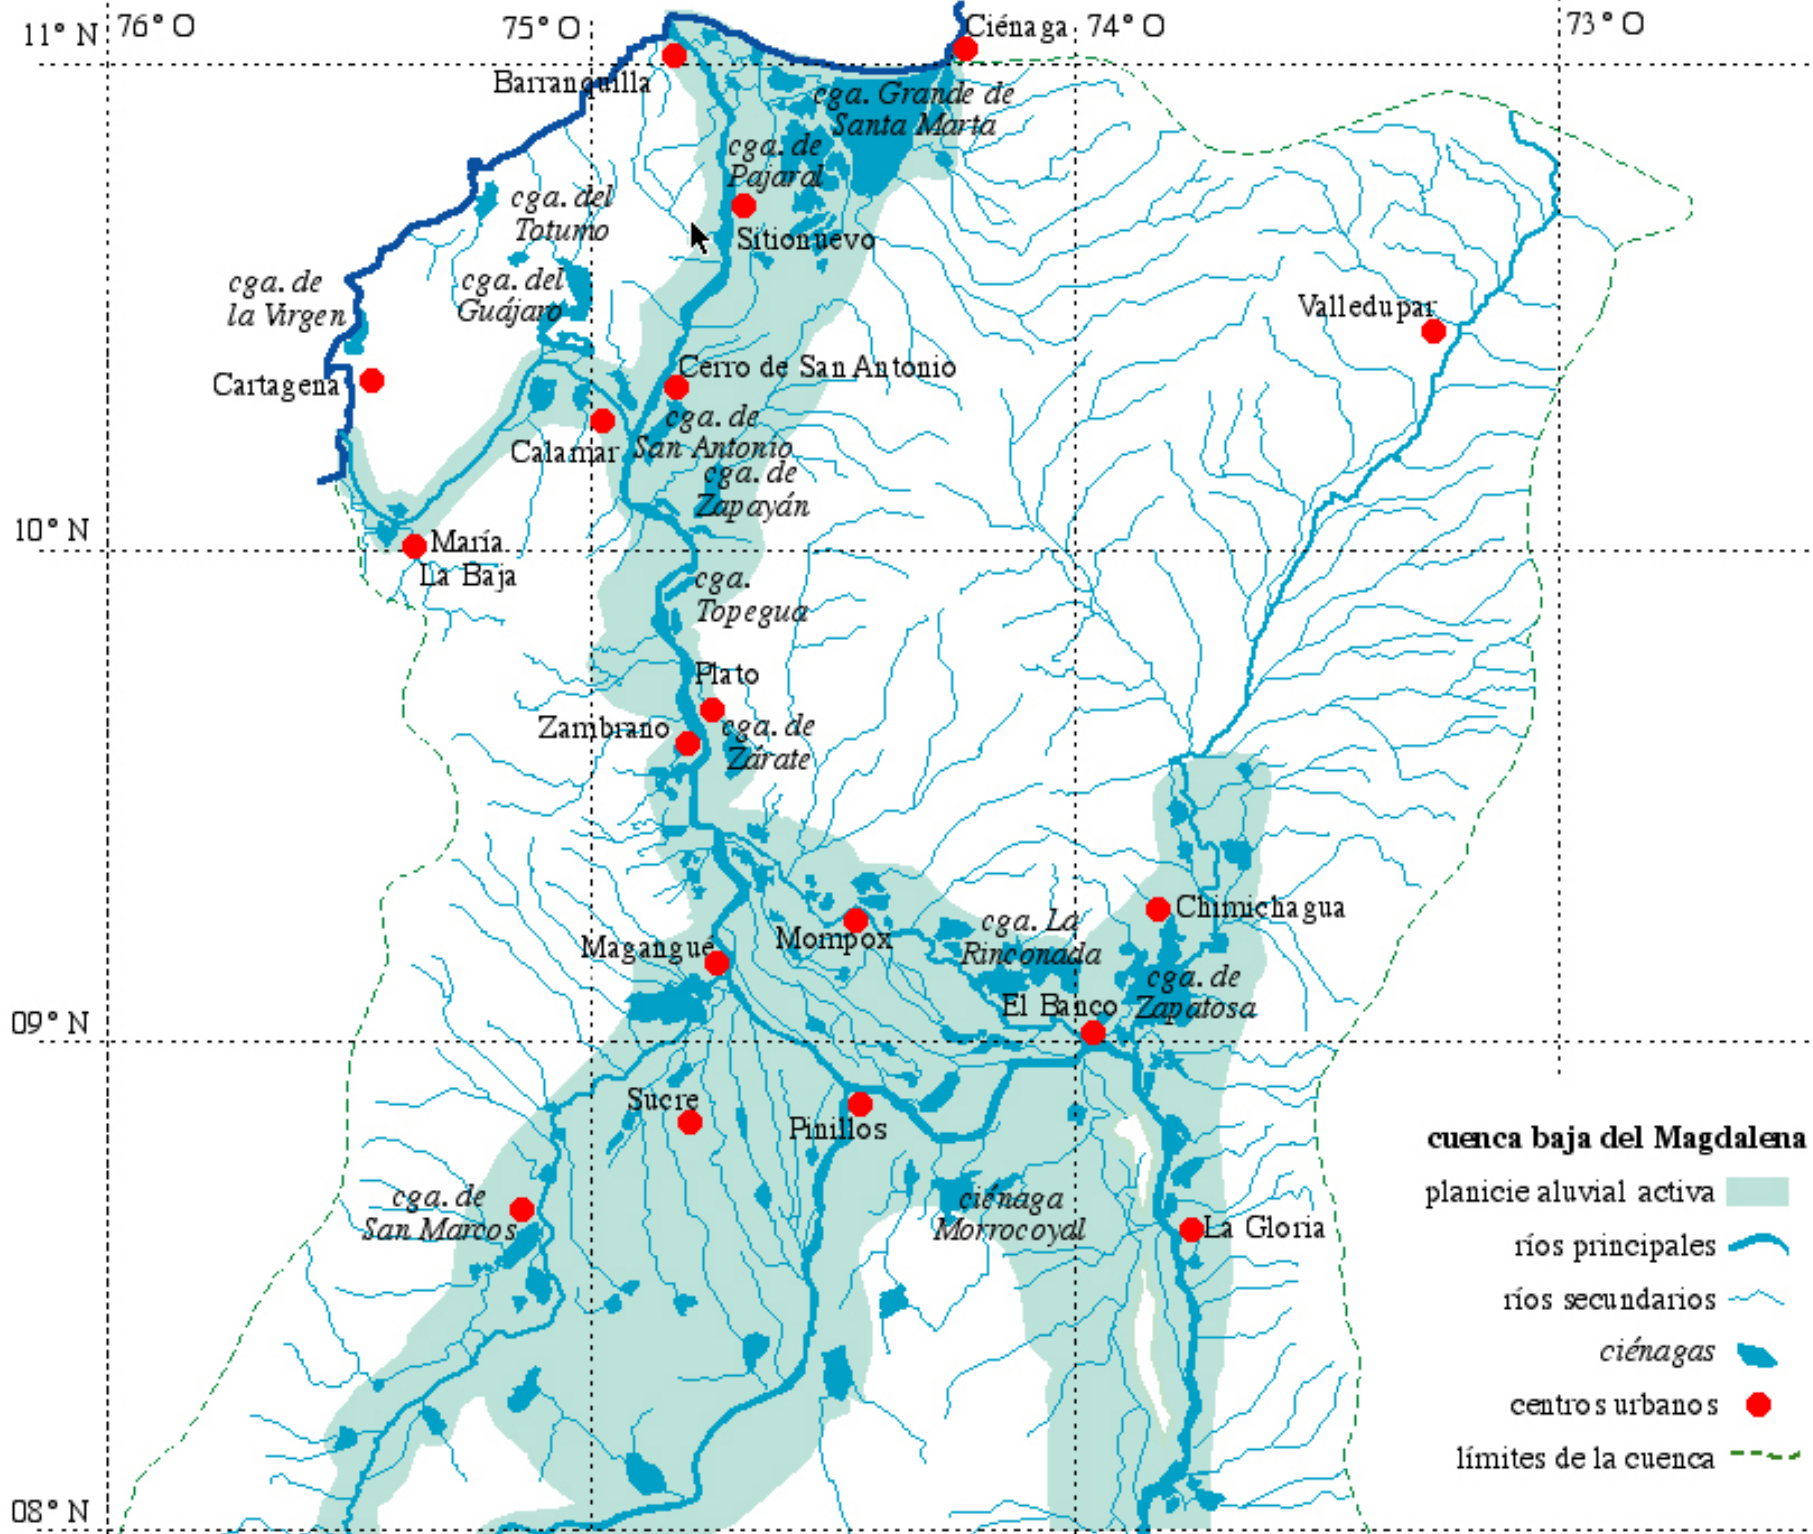 76° O
75° O
74° O
73° O
11° N
10° N
09° N
08° N
Ciénaga
Barranquilla
cga. Grande de
Santa Marta
cga. de
Pajaral
cga. del
Totumo
Sitionuevo
cga. de
la Virgen
cga. del
Guájaro
Valledupar
Cartagena
Cerro de San Antonio
cga. de
San Antonio
Calamar
cga. de
Zapayán
María
La Baja
cga.
Topegua
Plato
Zambrano
cga. de
Zárate
Chimichagua
Magangué
Mompox
cga. La
Rinconada
cga. de
Zapatosa
El Banco
Sucre
Pinillos
cga. de
San Marcos
ciénaga
Morrocoyal
La Gloria
cuenca baja del Magdalena
planicie aluvial activa
ríos principales
ríos secundarios
ciénagas
centros urbanos
límites de la cuenca